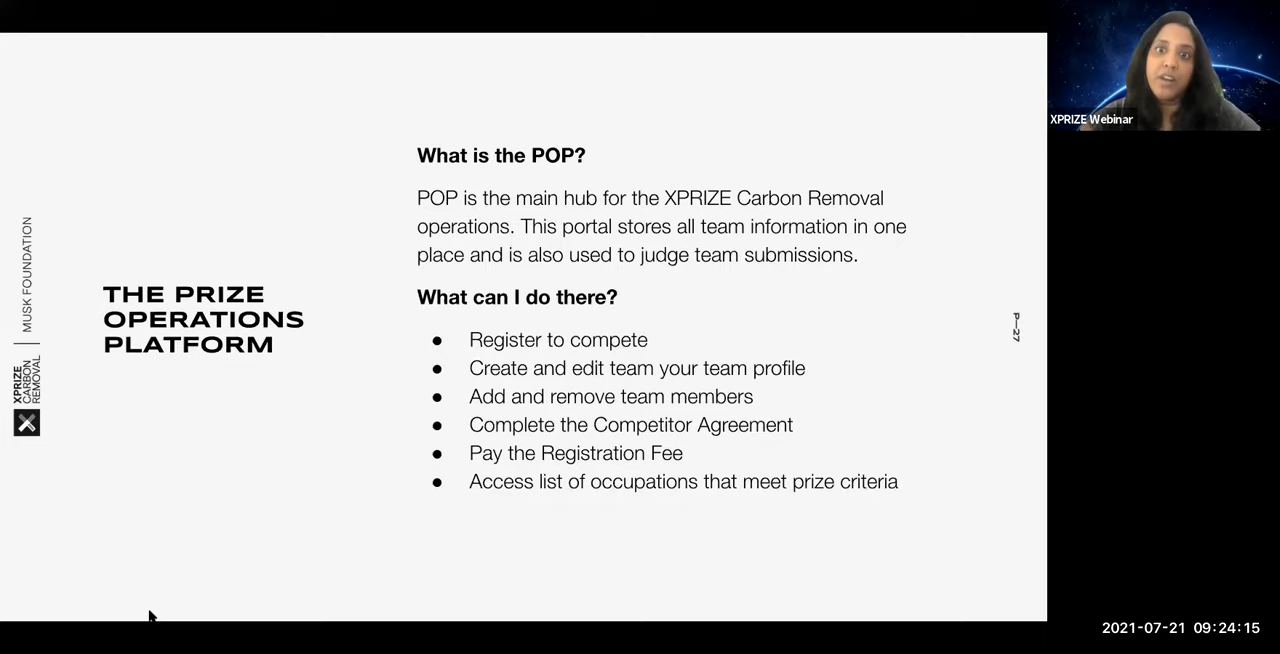 MUSK FOUNDATION
XPRIZE
CARBON
REMOVAL
THE PRIZE
OPERATIONS
PLATFORM
What is the POP?
POP is the main hub for the XPRIZE Carbon Removal
operations. This portal stores all team information in one
place and is also used to judge team submissions.
What can I do there?
● Register to compete
● Create and edit team your team profile
● Add and remove team members
● Complete the Competitor Agreement
● Pay the Registration Fee
● Access list of occupations that meet prize criteria
P—27
XPRIZE Webinar
2021-07-21 09:24:15